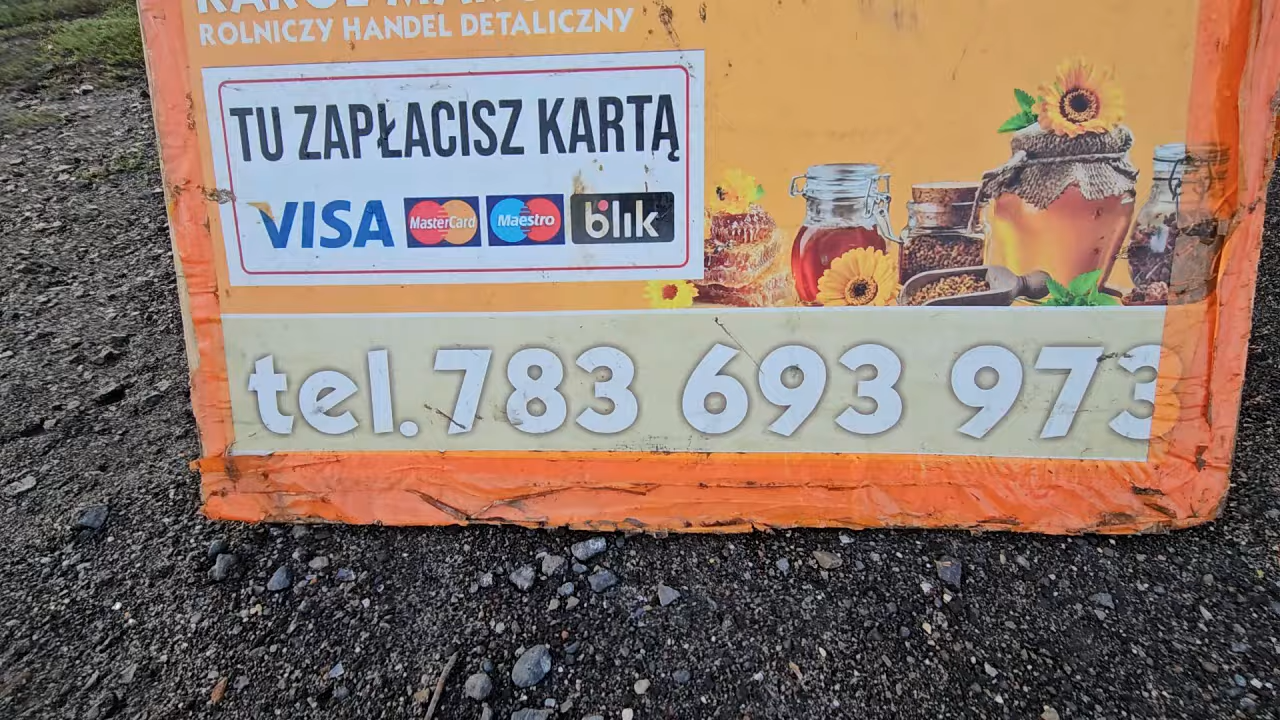 ROLNICZY HANDEL DETALICZNY
TU ZAPŁACISZ KARTĄ
VISA MasterCard Maestro blik
tel. 783 693 973